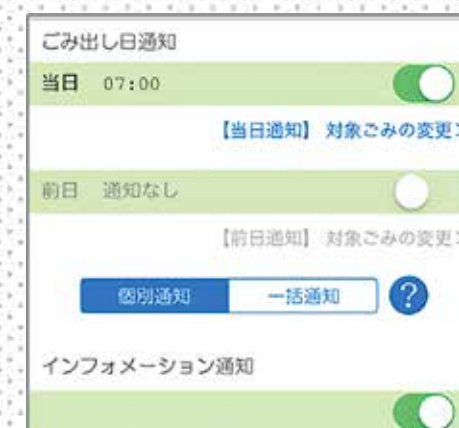 ごみ出し日通知
当日 07:00
【当日通知】 対象ごみの変更>
前日 通知なし
【前日通知】 対象ごみの変更>
個別通知 一括通知 ?
インフォメーション通知